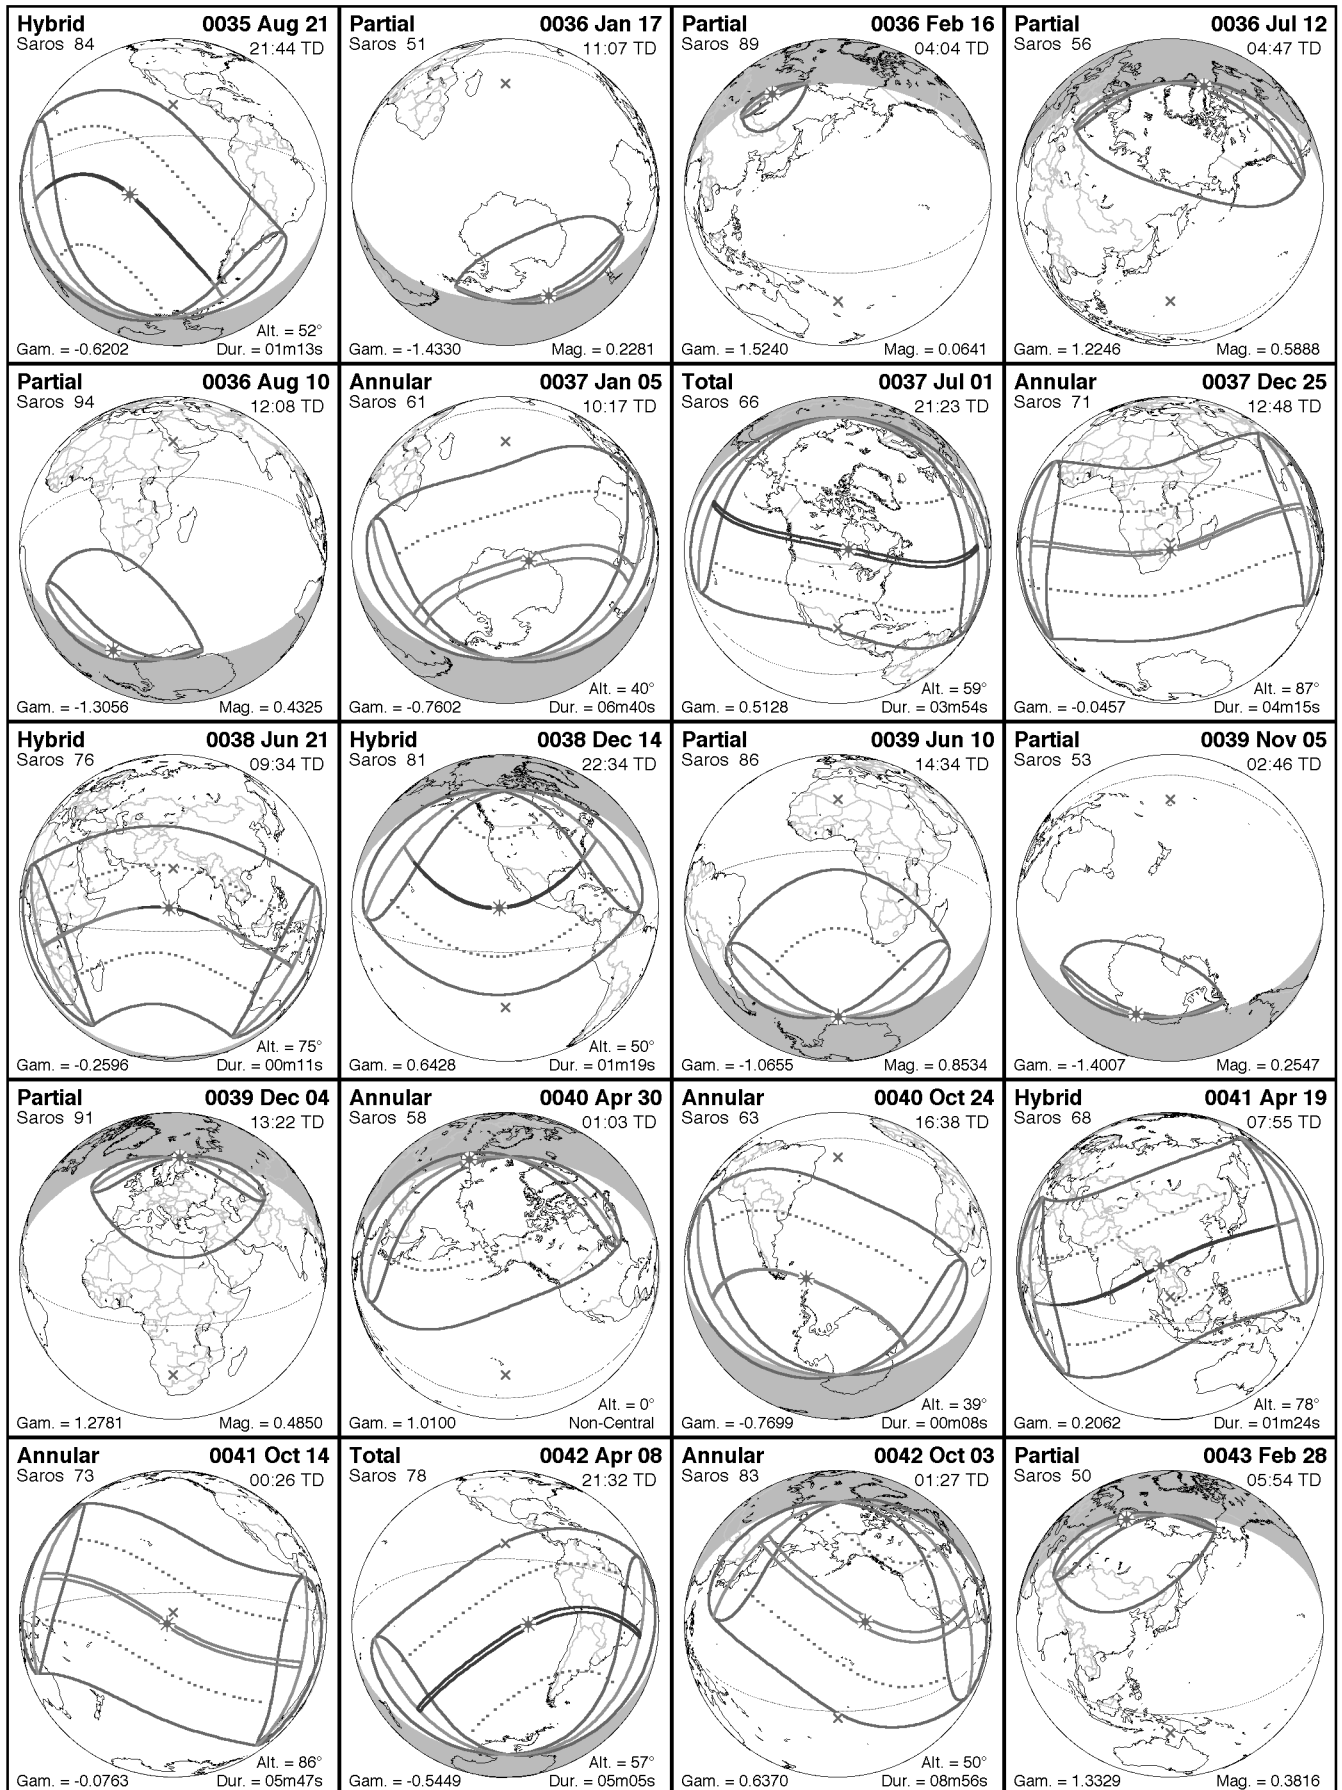 Hybrid 0035 Aug 21
Saros 84 21:44 TD
Alt. = 52°
Gam. = -0.6202 Dur. = 01m13s
Partial 0036 Jan 17
Saros 51 11:07 TD
Gam. = -1.4330 Mag. = 0.2281
Partial 0036 Feb 16
Saros 89 04:04 TD
Gam. = 1.5240 Mag. = 0.0641
Partial 0036 Jul 12
Saros 56 04:47 TD
Gam. = 1.2246 Mag. = 0.5888
Partial 0036 Aug 10
Saros 94 12:08 TD
Gam. = -1.3056 Mag. = 0.4325
Annular 0037 Jan 05
Saros 61 10:17 TD
Alt. = 40°
Gam. = -0.7602 Dur. = 06m40s
Total 0037 Jul 01
Saros 66 21:23 TD
Alt. = 59°
Gam. = 0.5128 Dur. = 03m54s
Annular 0037 Dec 25
Saros 71 12:48 TD
Alt. = 87°
Gam. = -0.0457 Dur. = 04m15s
Hybrid 0038 Jun 21
Saros 76 09:34 TD
Alt. = 75°
Gam. = -0.2596 Dur. = 00m11s
Hybrid 0038 Dec 14
Saros 81 22:34 TD
Alt. = 50°
Gam. = 0.6428 Dur. = 01m19s
Partial 0039 Jun 10
Saros 86 14:34 TD
Gam. = -1.0655 Mag. = 0.8534
Partial 0039 Nov 05
Saros 53 02:46 TD
Gam. = -1.4007 Mag. = 0.2547
Partial 0039 Dec 04
Saros 91 13:22 TD
Gam. = 1.2781 Mag. = 0.4850
Annular 0040 Apr 30
Saros 58 01:03 TD
Alt. = 0°
Gam. = 1.0100 Non-Central
Annular 0040 Oct 24
Saros 63 16:38 TD
Alt. = 39°
Gam. = -0.7699 Dur. = 00m08s
Hybrid 0041 Apr 19
Saros 68 07:55 TD
Alt. = 78°
Gam. = 0.2062 Dur. = 01m24s
Annular 0041 Oct 14
Saros 73 00:26 TD
Alt. = 86°
Gam. = -0.0763 Dur. = 05m47s
Total 0042 Apr 08
Saros 78 21:32 TD
Alt. = 57°
Gam. = -0.5449 Dur. = 05m05s
Annular 0042 Oct 03
Saros 83 01:27 TD
Alt. = 50°
Gam. = 0.6370 Dur. = 08m56s
Partial 0043 Feb 28
Saros 50 05:54 TD
Gam. = 1.3329 Mag. = 0.3816